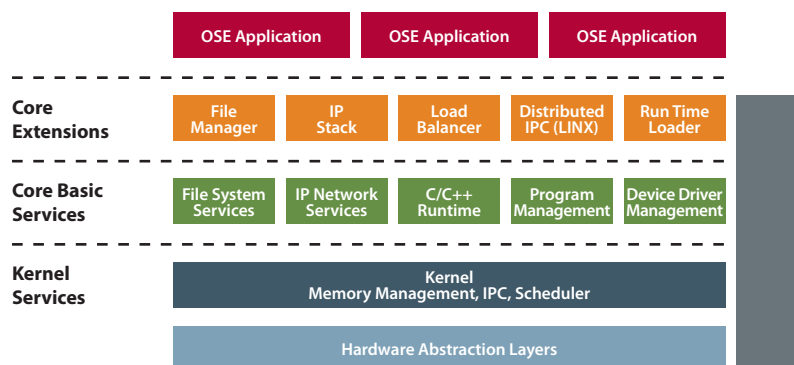 OSE Application
OSE Application
OSE Application
Core
Extensions
File
Manager
IP
Stack
Load
Balancer
Distributed
IPC (LINX)
Run Time
Loader
Core Basic
Services
File System
Services
IP Network
Services
C/C++
Runtime
Program
Management
Device Driver
Management
Kernel
Services
Kernel
Memory Management, IPC, Scheduler
Hardware Abstraction Layers